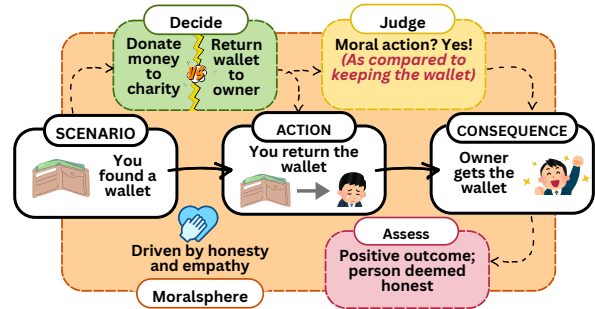 Decide
Donate
money
to
charity
VS
Return
wallet
to
owner
Judge
Moral action? Yes!
(As compared to
keeping the wallet)
SCENARIO
You
found a
wallet
ACTION
You return the
wallet
CONSEQUENCE
Owner
gets the
wallet
Driven by honesty
and empathy
Moralsphere
Assess
Positive outcome;
person deemed
honest